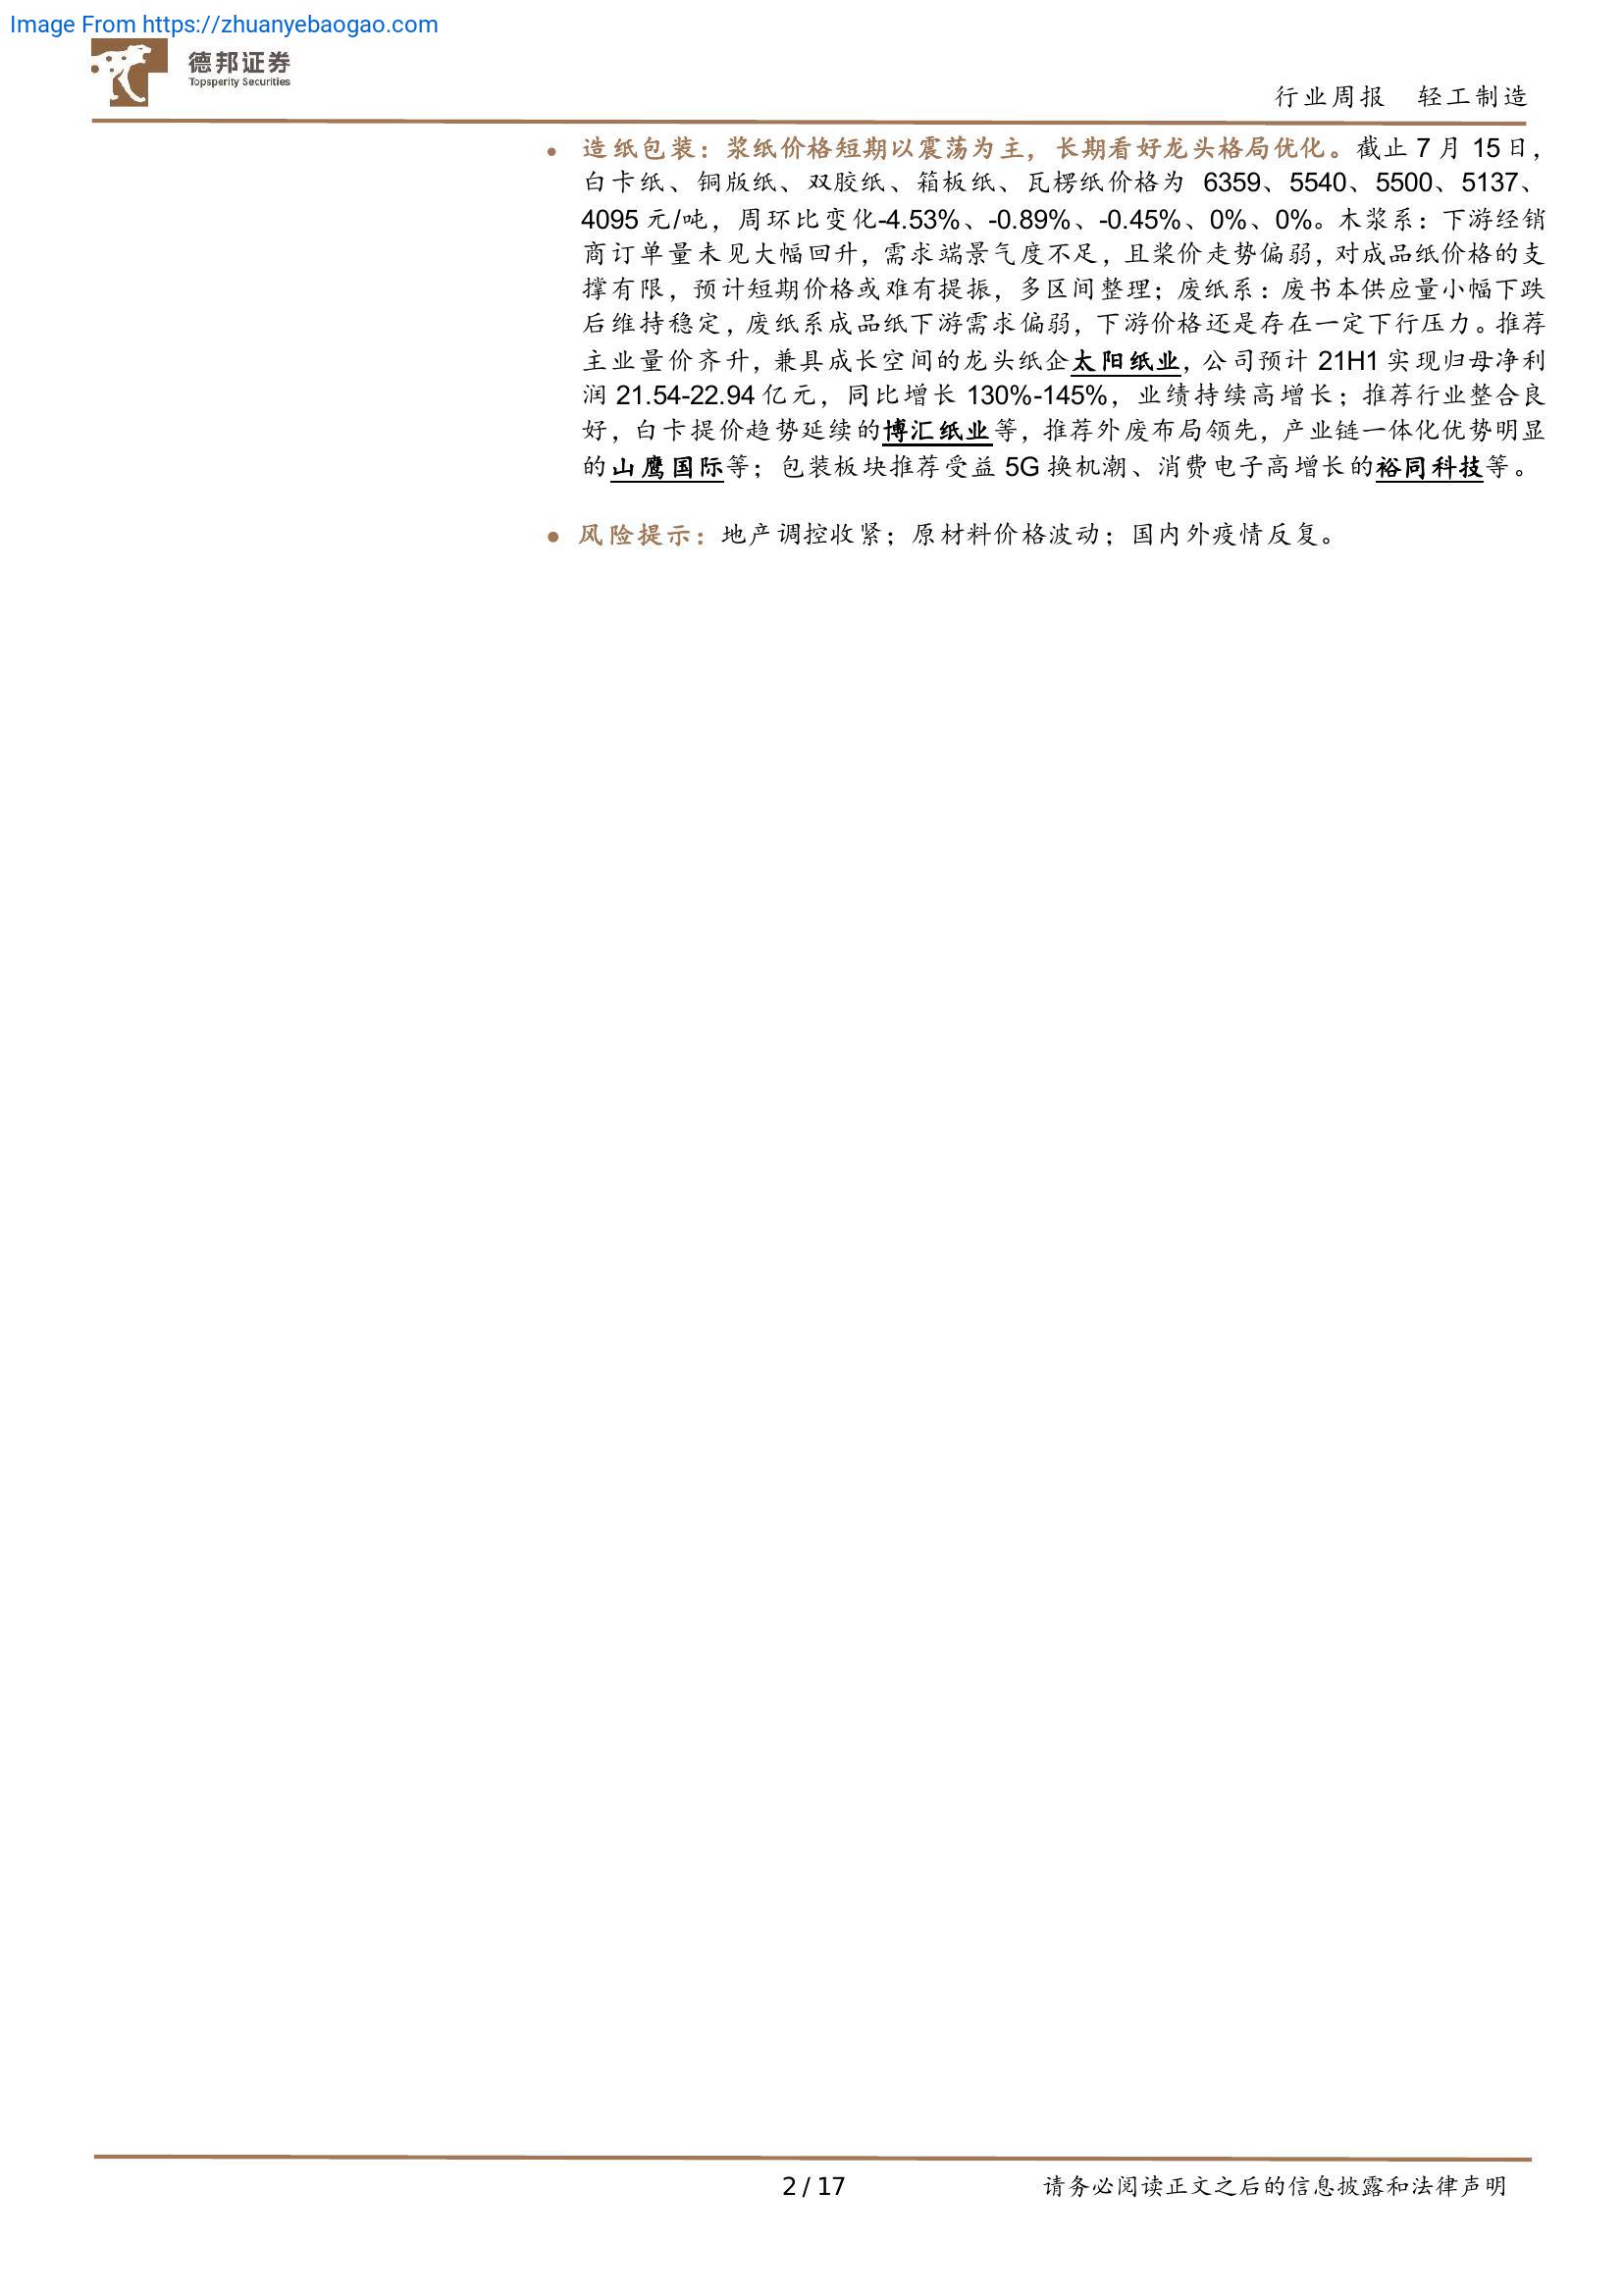 Image From https://zhuanyebaogao.com
德邦证券
Topsperity Securities
行业周报 轻工制造
造纸包装：浆纸价格短期以震荡为主，长期看好龙头格局优化。截止 7 月 15 日，
白卡纸、铜版纸、双胶纸、箱板纸、瓦楞纸价格为 6359、5540、5500、5137、
4095 元/吨，周环比变化-4.53%、-0.89%、-0.45%、0%、0%。木浆系：下游经销
商订单量未见大幅回升，需求端景气度不足，且桨价走势偏弱，对成品纸价格的支
撑有限，预计短期价格或难有提振，多区间整理；废纸系：废书本供应量小幅下跌
后维持稳定，废纸系成品纸下游需求偏弱，下游价格还是存在一定下行压力。推荐
主业量价齐升，兼具成长空间的龙头纸企太阳纸业，公司预计 21H1 实现归母净利
润 21.54-22.94 亿元，同比增长 130%-145%，业绩持续高增长；推荐行业整合良
好，白卡提价趋势延续的博汇纸业等，推荐外废布局领先，产业链一体化优势明显
的山鹰国际等；包装板块推荐受益 5G 换机潮、消费电子高增长的裕同科技等。
风险提示：地产调控收紧；原材料价格波动；国内外疫情反复。
2 / 17
请务必阅读正文之后的信息披露和法律声明